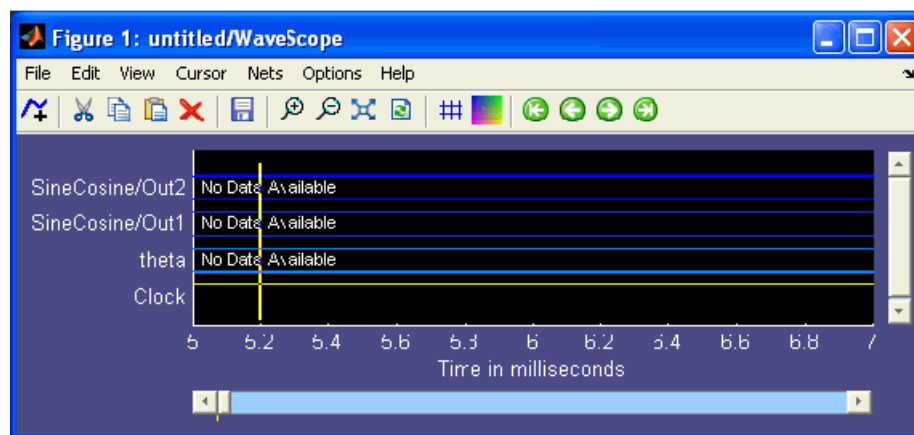 Figure 1: untitled/WaveScope
File Edit View Cursor Nets Options Help
SineCosine/Out2 No Data Available
SineCosine/Out1 No Data Available
theta No Data Available
Clock
5 5.2 5.4 5.6 5.8 6 6.2 6.4 6.6 6.8 7
Time in milliseconds